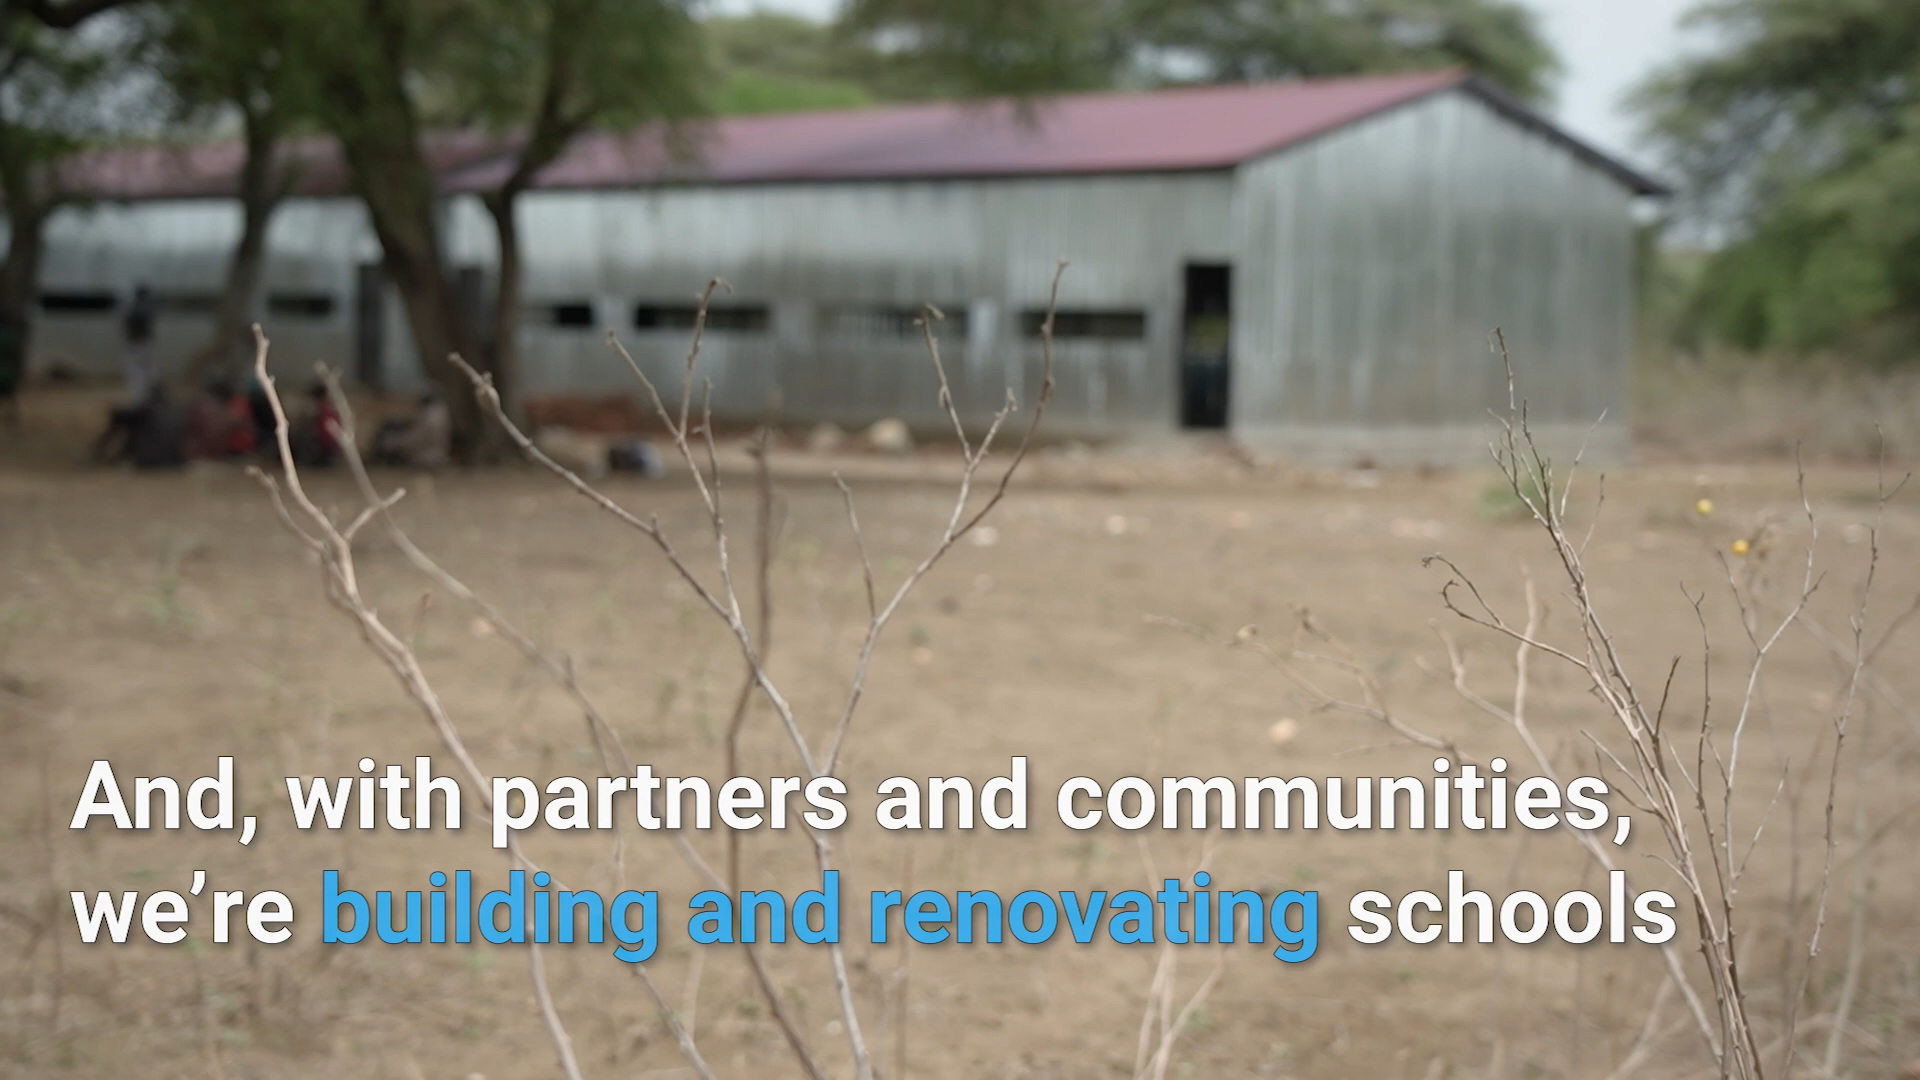 And, with partners and communities,
we’re building and renovating schools